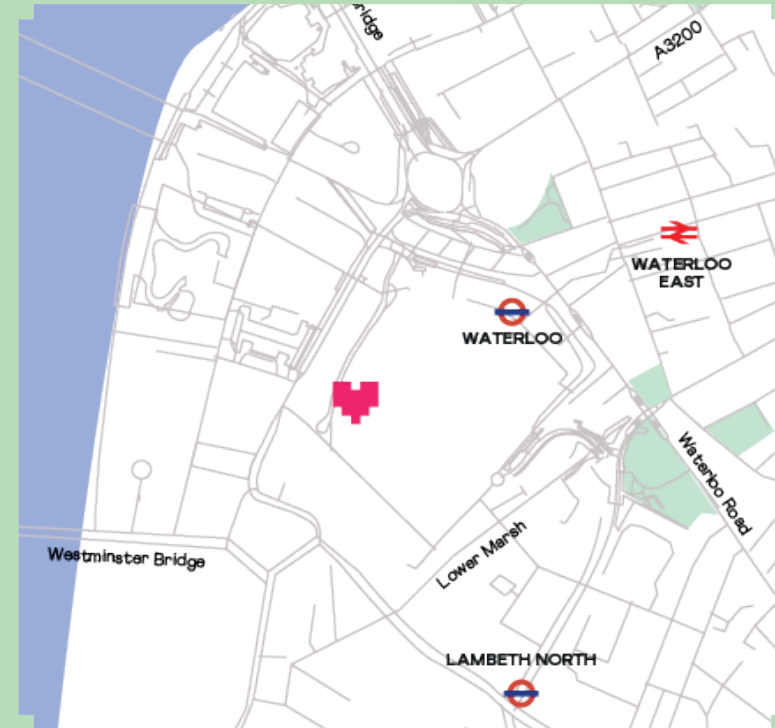 ridge
A3200
WATERLOO
EAST
WATERLOO
Waterloo Road
Lower Marsh
Westminster Bridge
LAMBETH NORTH